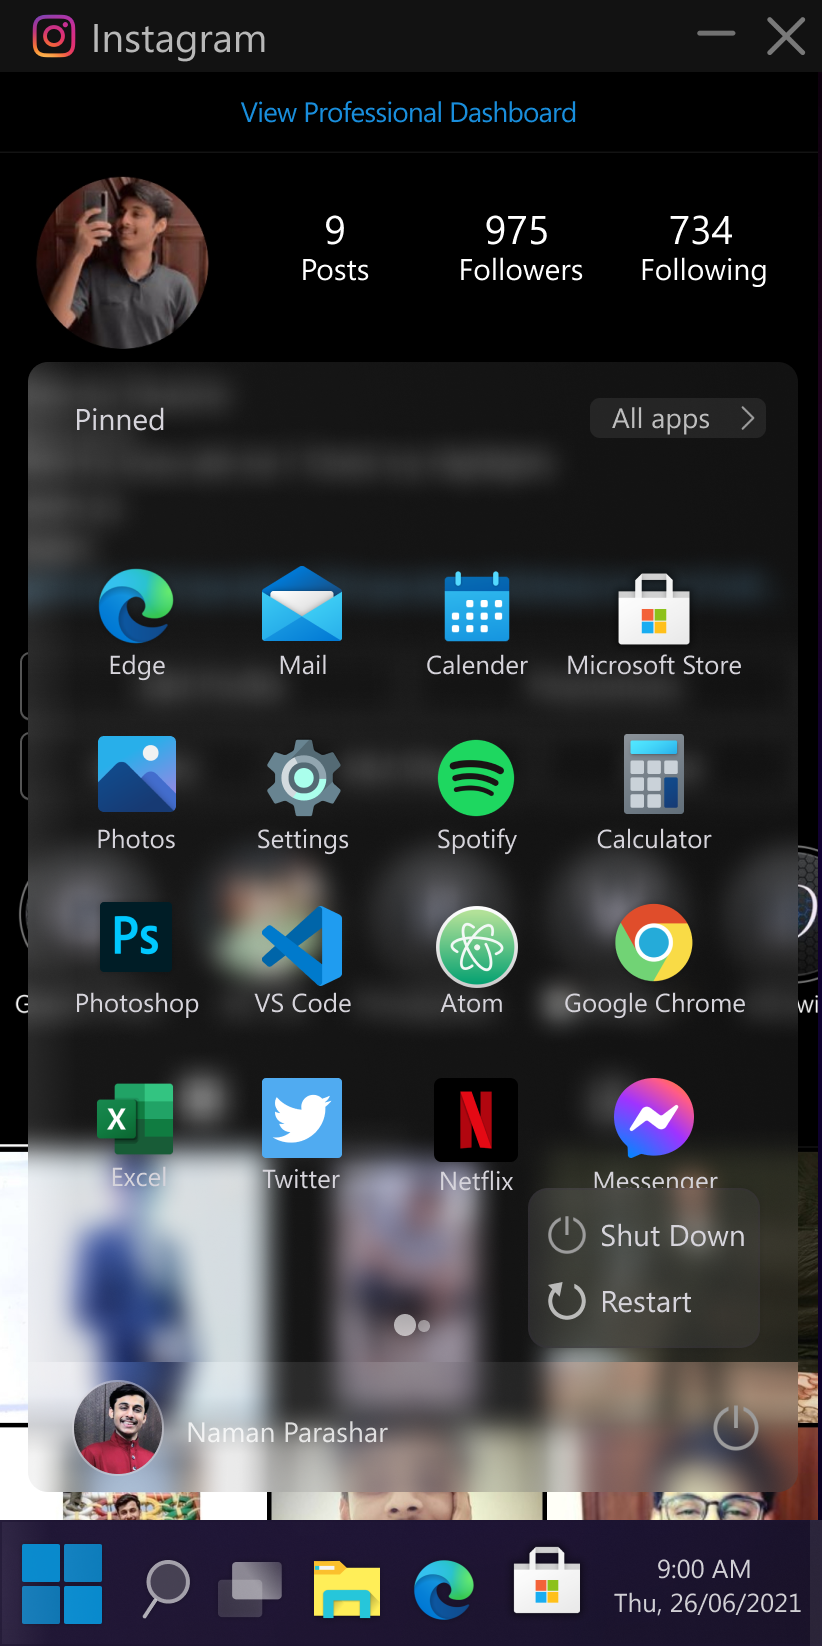 Instagram
View Professional Dashboard
9 975 734
Posts Followers Following
Pinned All apps
Edge Mail Calender Microsoft Store
Photos Settings Spotify Calculator
Ps
Photoshop VS Code Atom Google Chrome
X
Excel Twitter Netflix Messenger
Shut Down
Restart
Naman Parashar
9:00 AM
Thu, 26/06/2021